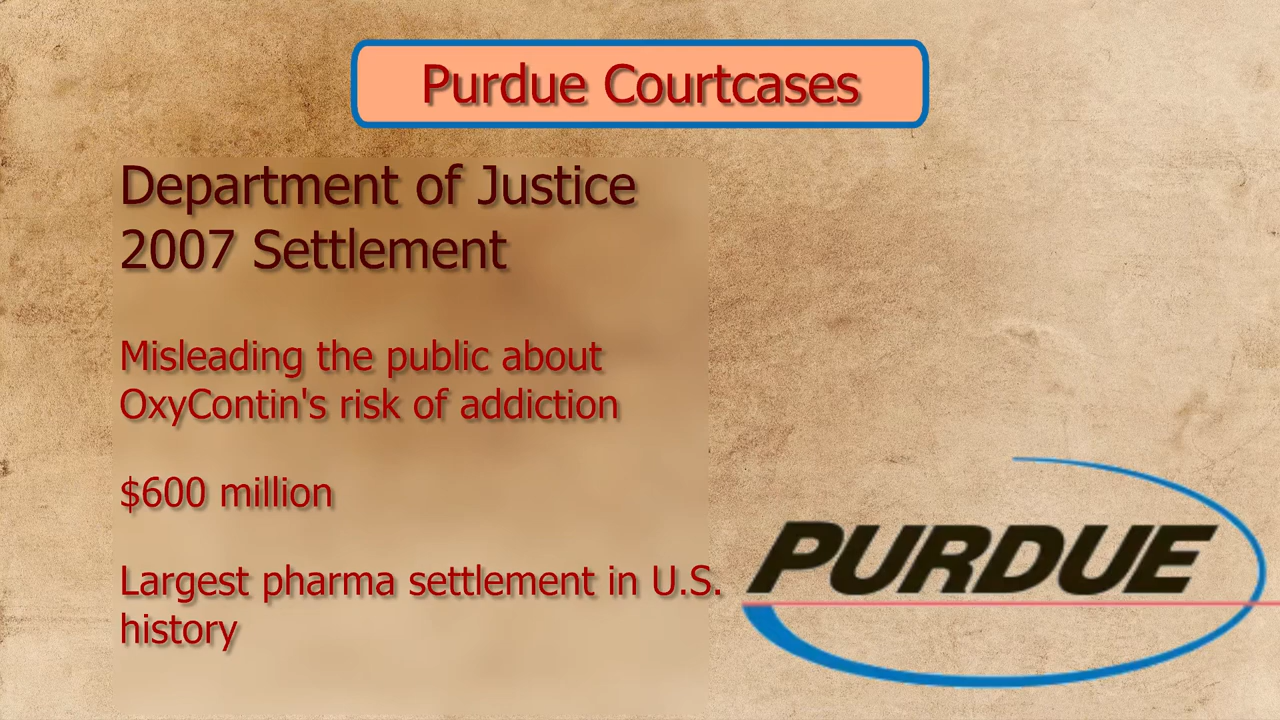 Purdue Courtcases
Department of Justice
2007 Settlement
Misleading the public about
OxyContin's risk of addiction
$600 million
Largest pharma settlement in U.S.
history
PURDUE